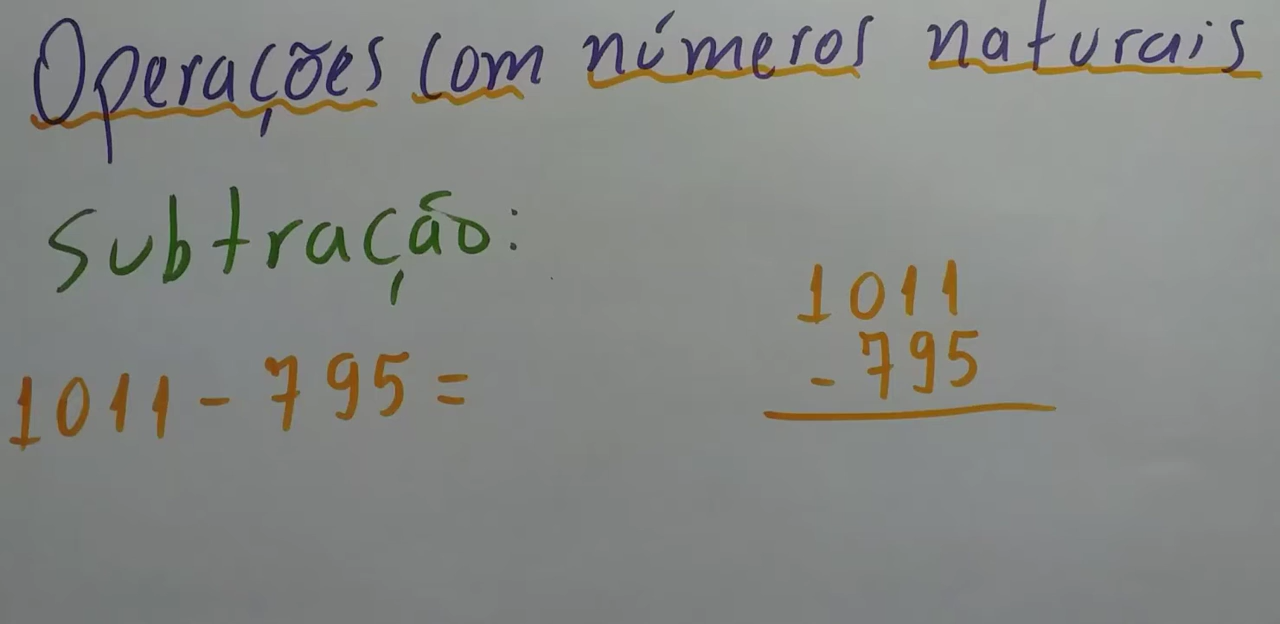 Operações com números naturais
Subtração:
1011 - 795 =
1011
- 795